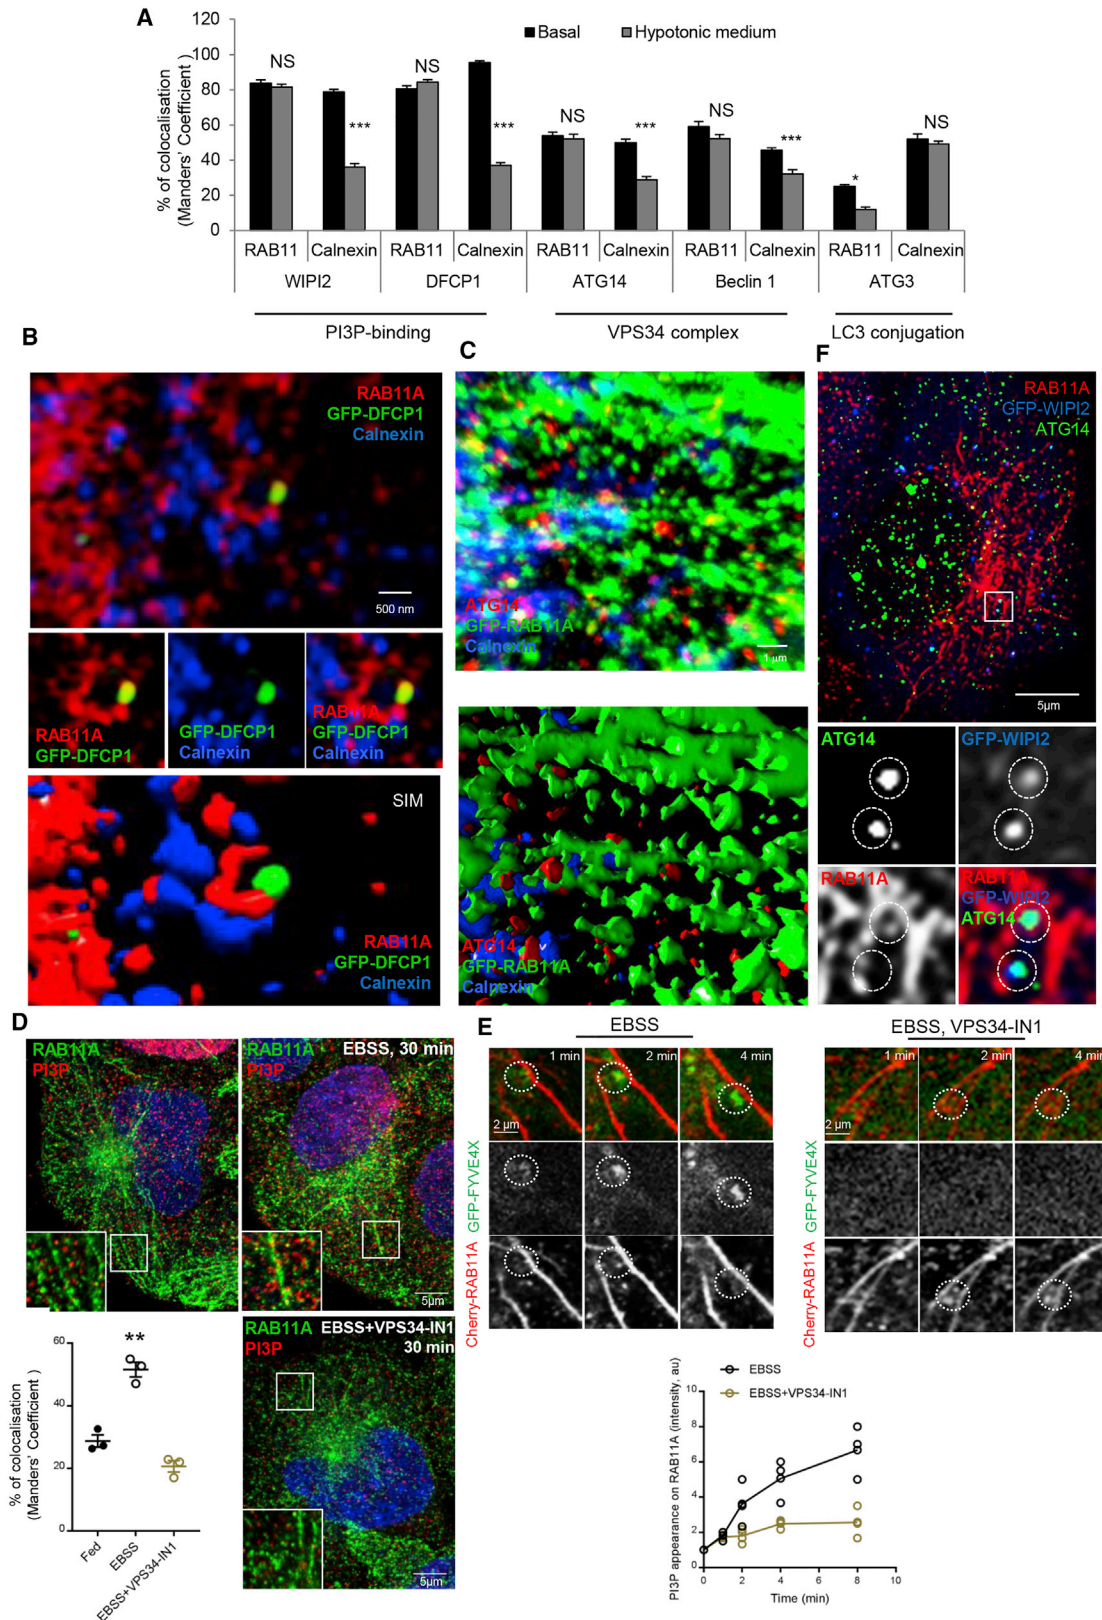 A
120
100
80
60
40
20
0
% of colocalisation
(Manders' Coefficient )
Basal
Hypotonic medium
NS
***
NS
***
NS
***
NS
***
*
NS
RAB11
Calnexin
RAB11
Calnexin
RAB11
Calnexin
RAB11
Calnexin
RAB11
Calnexin
WIPI2
DFCP1
ATG14
Beclin 1
ATG3
PI3P-binding
VPS34 complex
LC3 conjugation
B
RAB11A
GFP-DFCP1
Calnexin
500 nm
RAB11A
GFP-DFCP1
GFP-DFCP1
Calnexin
RAB11A
GFP-DFCP1
Calnexin
SIM
RAB11A
GFP-DFCP1
Calnexin
C
ATG14
GFP-RAB11A
Calnexin
1 µm
ATG14
GFP-RAB11A
Calnexin
F
RAB11A
GFP-WIPI2
ATG14
5µm
ATG14
GFP-WIPI2
RAB11A
RAB11A
GFP-WIPI2
ATG14
D
RAB11A
PI3P
RAB11A
PI3P
EBSS, 30 min
5µm
RAB11A
PI3P
EBSS+VPS34-IN1
30 min
5µm
60
40
20
0
% of colocalisation
(Manders' Coefficient )
**
Fed
EBSS
EBSS+VPS34-IN1
E
EBSS
1 min
2 min
4 min
2 µm
Cherry-RAB11A GFP-FYVE4X
EBSS, VPS34-IN1
1 min
2 min
4 min
2 µm
Cherry-RAB11A GFP-FYVE4X
EBSS
EBSS+VPS34-IN1
PI3P appearance on RAB11A (intensity, au)
10
8
6
4
2
0
0
2
4
6
8
10
Time (min)